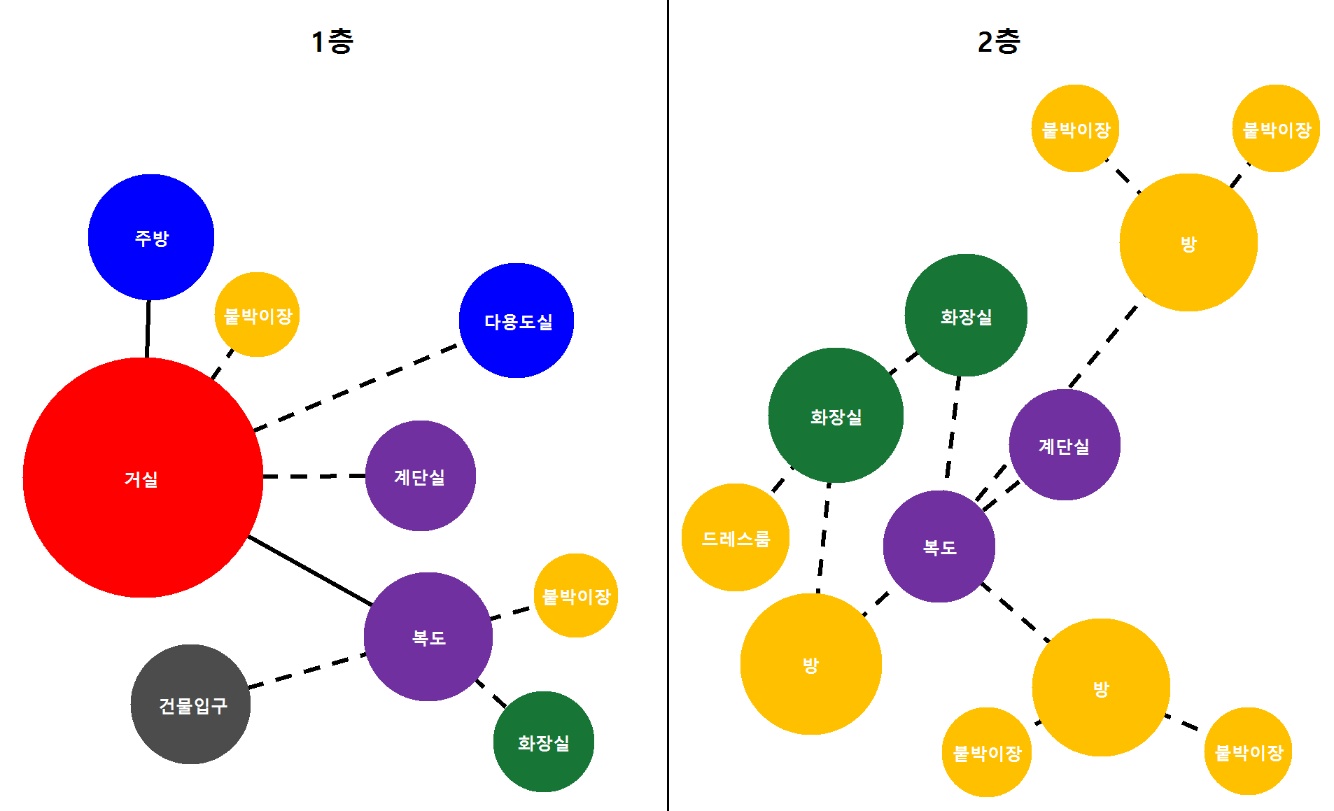 1층
주방
붙박이장
다용도실
거실
계단실
붙박이장
복도
건물입구
화장실
2층
붙박이장
붙박이장
방
화장실
화장실
계단실
드레스룸
복도
방
방
붙박이장
붙박이장